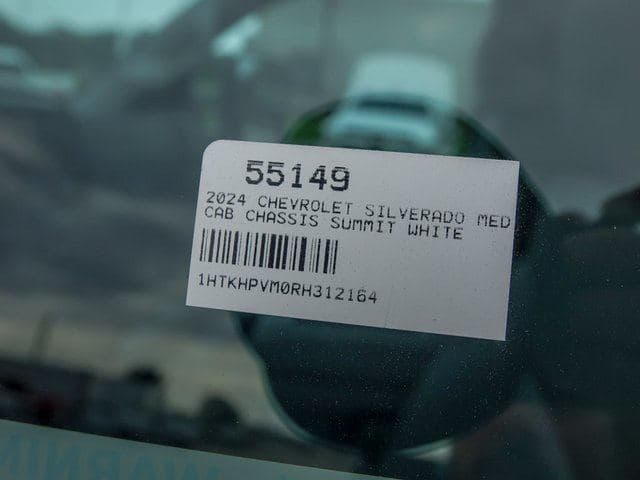 55149
2024 CHEVROLET SILVERADO MED
CAB CHASSIS SUMMIT WHITE
1HTKHPVM0RH312164